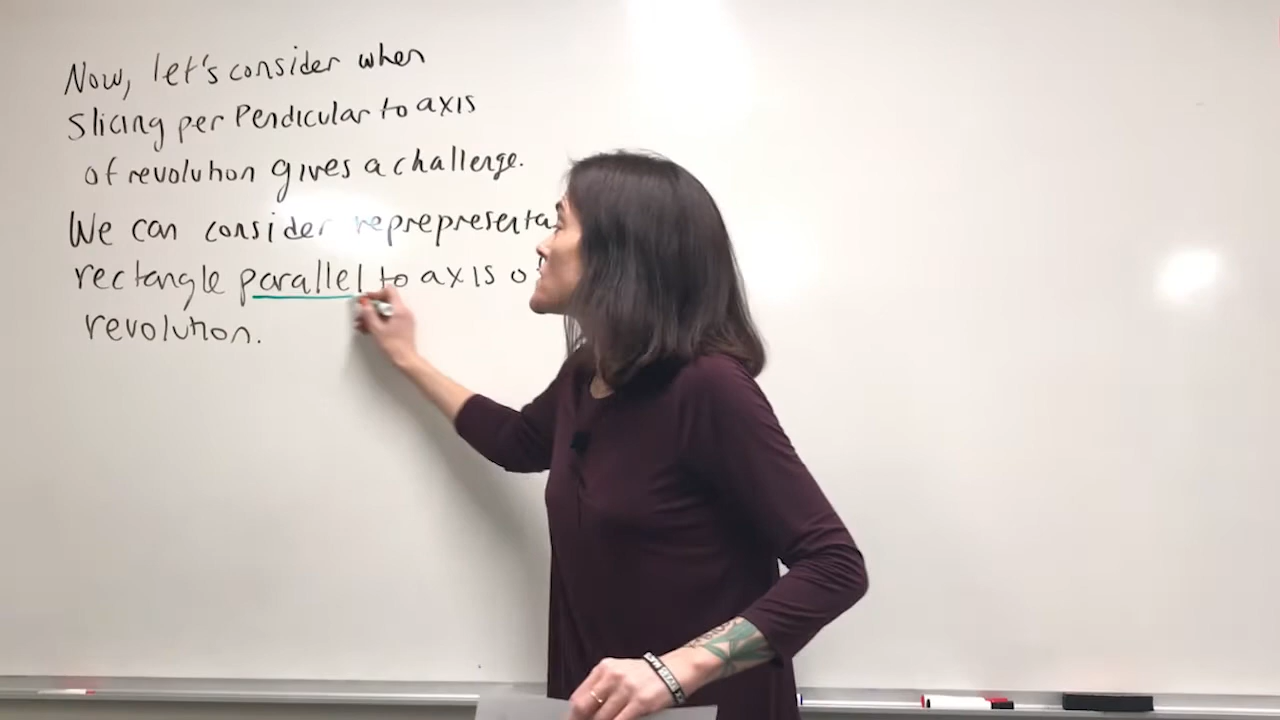 Now, let's consider when
Slicing perpendicular to axis
of revolution gives a challenge.
We can consider reprepresenta
rectangle parallel to axis o
revolution.